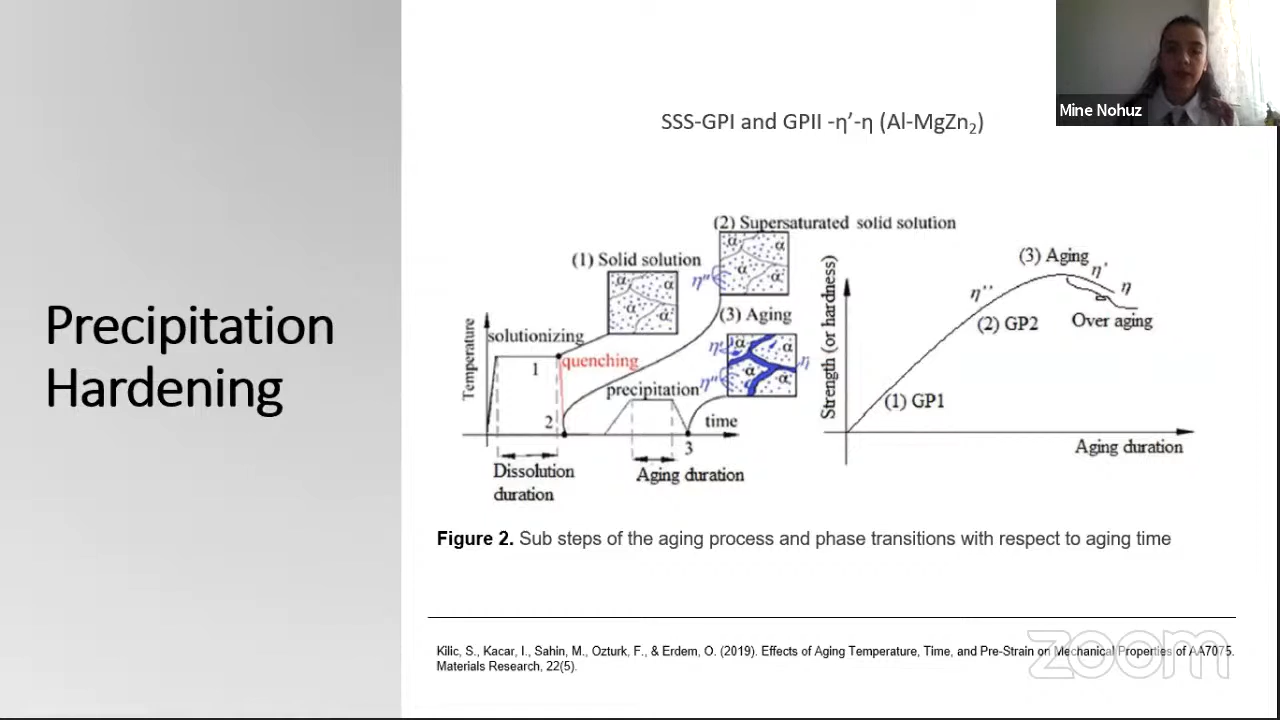 Mine Nohuz
SSS-GPI and GPII -η’-η (Al-MgZn₂)
Precipitation
Hardening
(2) Supersaturated solid solution
α
α
α
α
η''
(1) Solid solution
α
α
α
α
(3) Aging
α
α
α
α
η'
η
η''
Temperature
solutionizing
1
quenching
2
precipitation
time
3
Dissolution
duration
Aging duration
Strength (or hardness)
(3) Aging
η'
η
η''
(2) GP2
Over aging
(1) GP1
Aging duration
Figure 2. Sub steps of the aging process and phase transitions with respect to aging time
Kilic, S., Kacar, I., Sahin, M., Ozturk, F., & Erdem, O. (2019). Effects of Aging Temperature, Time, and Pre-Strain on Mechanical Properties of AA7075.
Materials Research, 22(5).
zoom